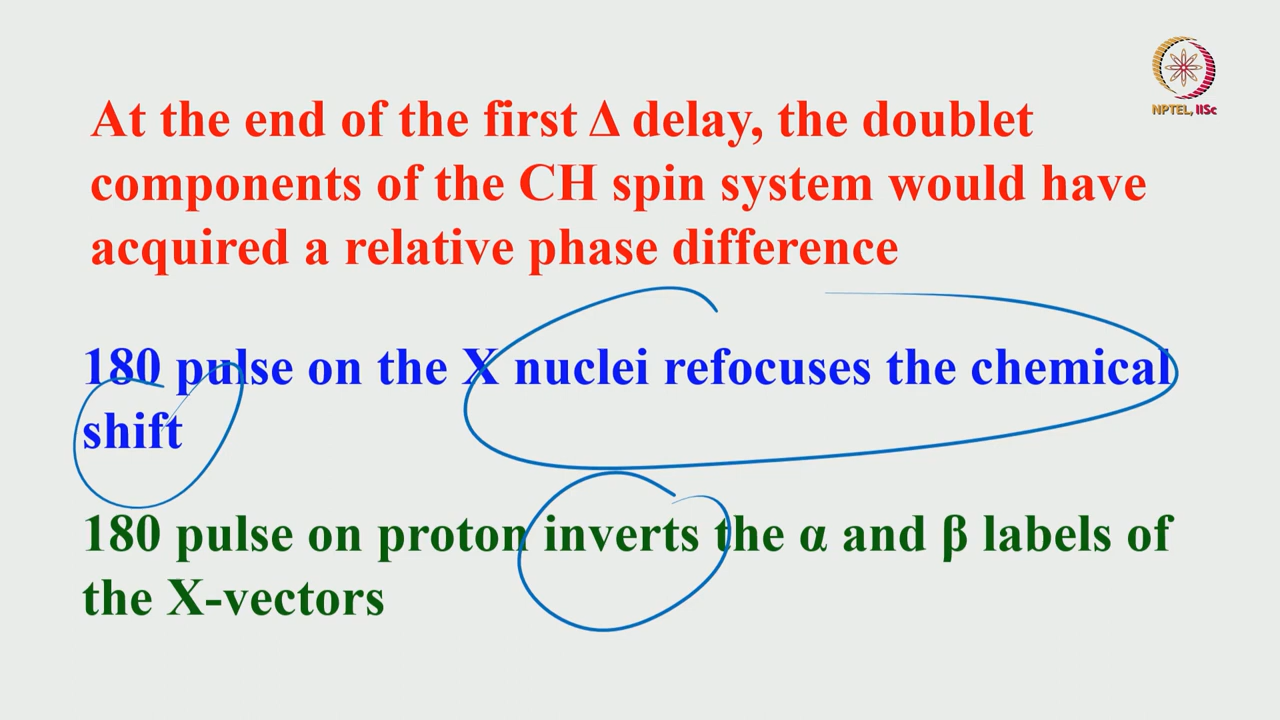 NPTEL, IISc
At the end of the first Δ delay, the doublet
components of the CH spin system would have
acquired a relative phase difference
180 pulse on the X nuclei refocuses the chemical
shift
180 pulse on proton inverts the α and β labels of
the X-vectors